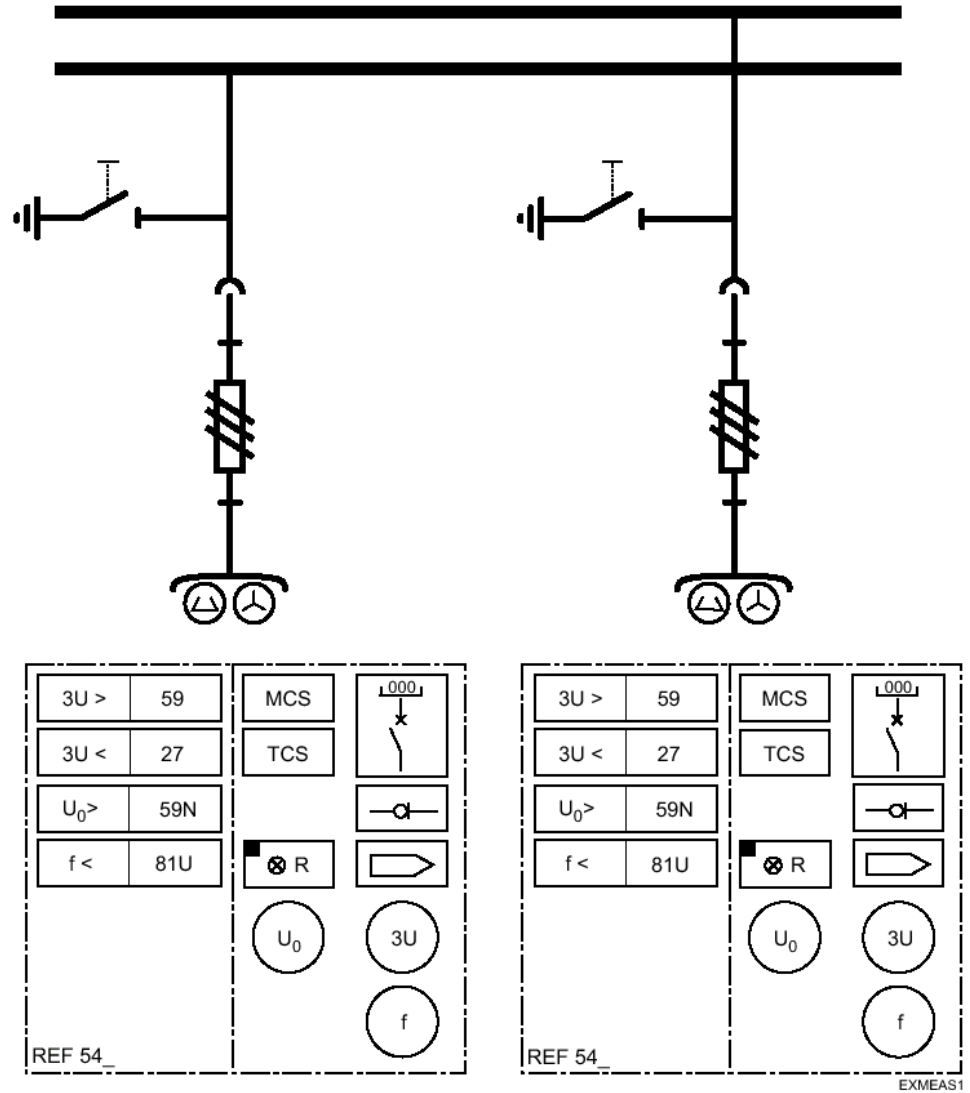 3U > 59 MCS 000
3U < 27 TCS
U₀> 59N
f < 81U R
U₀ 3U
f
REF 54_
3U > 59 MCS 000
3U < 27 TCS
U₀> 59N
f < 81U R
U₀ 3U
f
REF 54_
EXMEAS1